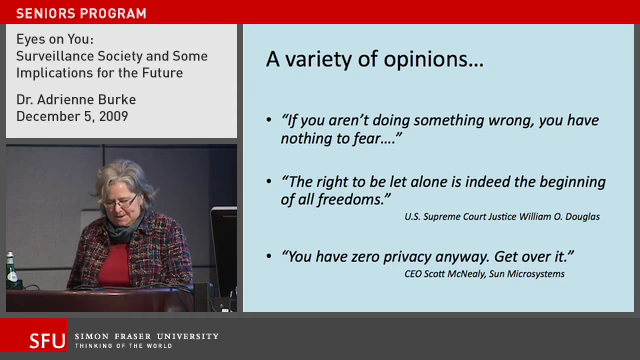 SENIORS PROGRAM
Eyes on You:
Surveillance Society and Some
Implications for the Future
Dr. Adrienne Burke
December 5, 2009
A variety of opinions…
• “If you aren’t doing something wrong, you have
nothing to fear….”
• “The right to be let alone is indeed the beginning
of all freedoms.”
U.S. Supreme Court Justice William O. Douglas
• “You have zero privacy anyway. Get over it.”
CEO Scott McNealy, Sun Microsystems
SFU
SIMON FRASER UNIVERSITY
THINKING OF THE WORLD